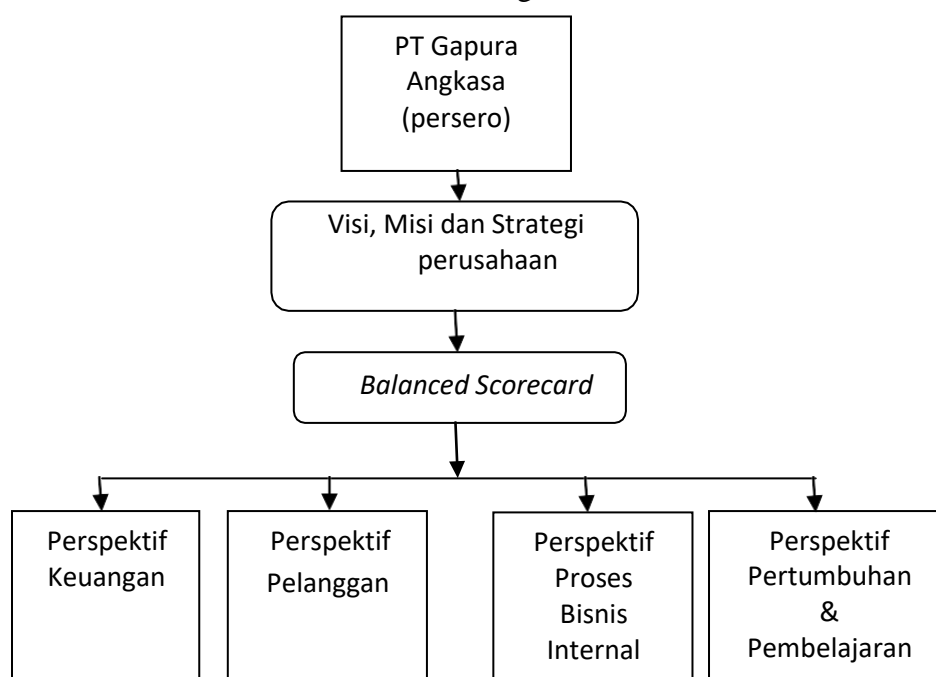 PT Gapura
Angkasa
(persero)
Visi, Misi dan Strategi
perusahaan
Balanced Scorecard
Perspektif
Keuangan
Perspektif
Pelanggan
Perspektif
Proses
Bisnis
Internal
Perspektif
Pertumbuhan
&
Pembelajaran